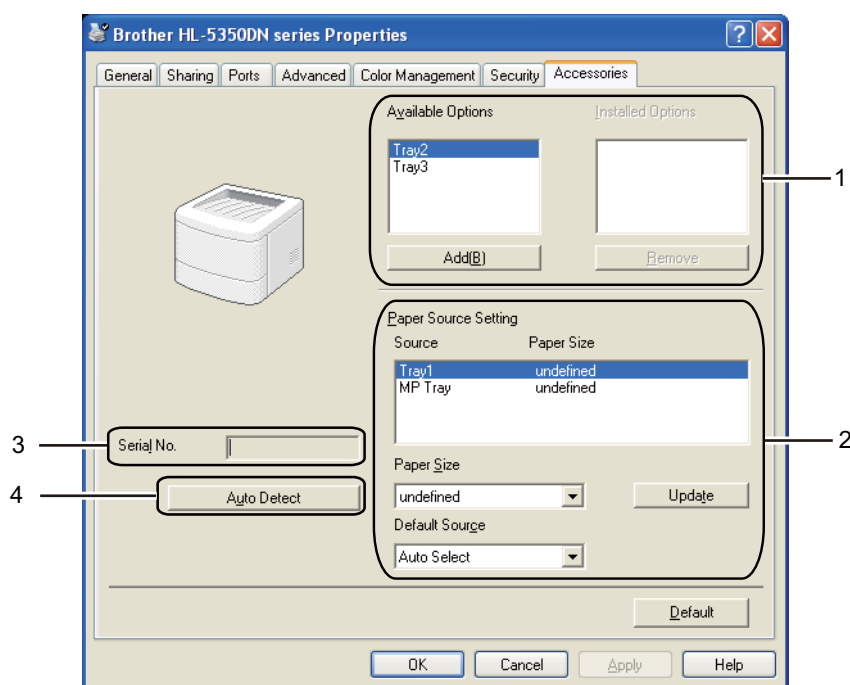 Brother HL-5350DN series Properties
General Sharing Ports Advanced Color Management Security Accessories
Available Options Installed Options
Tray2
Tray3
Add(B) Remove
1
Paper Source Setting
Source Paper Size
Tray1 undefined
MP Tray undefined
2
3
Serial No.
4
Auto Detect
Paper Size
undefined Update
Default Source
Auto Select
Default
OK Cancel Apply Help